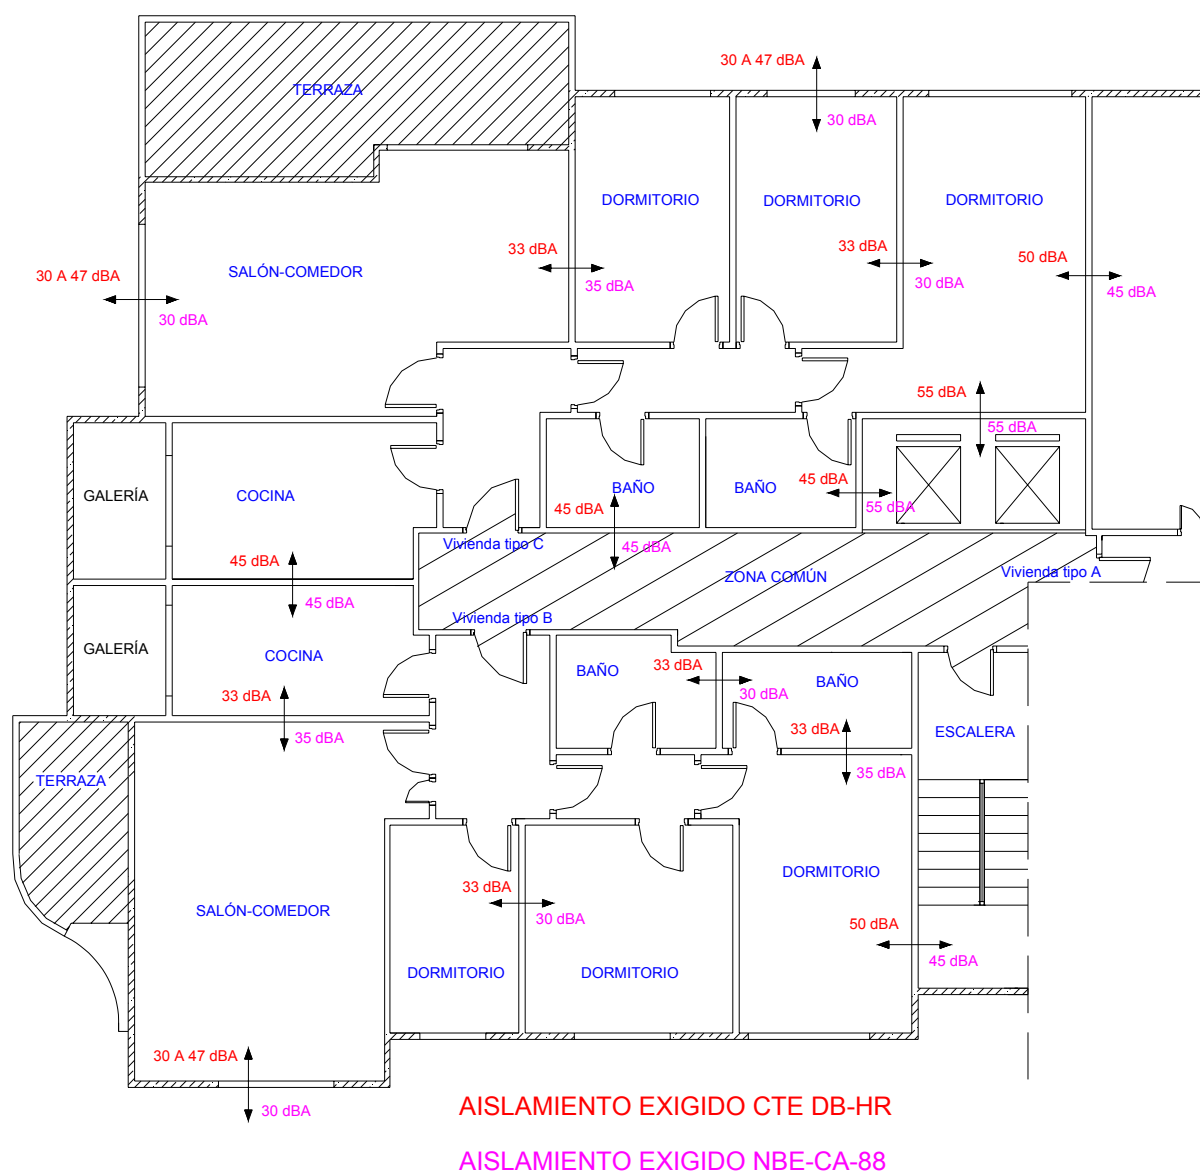 TERRAZA
30 A 47 dBA
30 dBA
DORMITORIO
DORMITORIO
DORMITORIO
33 dBA
35 dBA
33 dBA
30 dBA
50 dBA
45 dBA
SALÓN-COMEDOR
30 A 47 dBA
30 dBA
55 dBA
55 dBA
GALERÍA
COCINA
BAÑO
BAÑO
45 dBA
55 dBA
45 dBA
45 dBA
Vivienda tipo C
45 dBA
45 dBA
ZONA COMÚN
Vivienda tipo A
Vivienda tipo B
GALERÍA
COCINA
BAÑO
33 dBA
30 dBA
BAÑO
33 dBA
35 dBA
33 dBA
35 dBA
ESCALERA
TERRAZA
SALÓN-COMEDOR
33 dBA
30 dBA
DORMITORIO
50 dBA
45 dBA
DORMITORIO
DORMITORIO
30 A 47 dBA
30 dBA
AISLAMIENTO EXIGIDO CTE DB-HR
AISLAMIENTO EXIGIDO NBE-CA-88